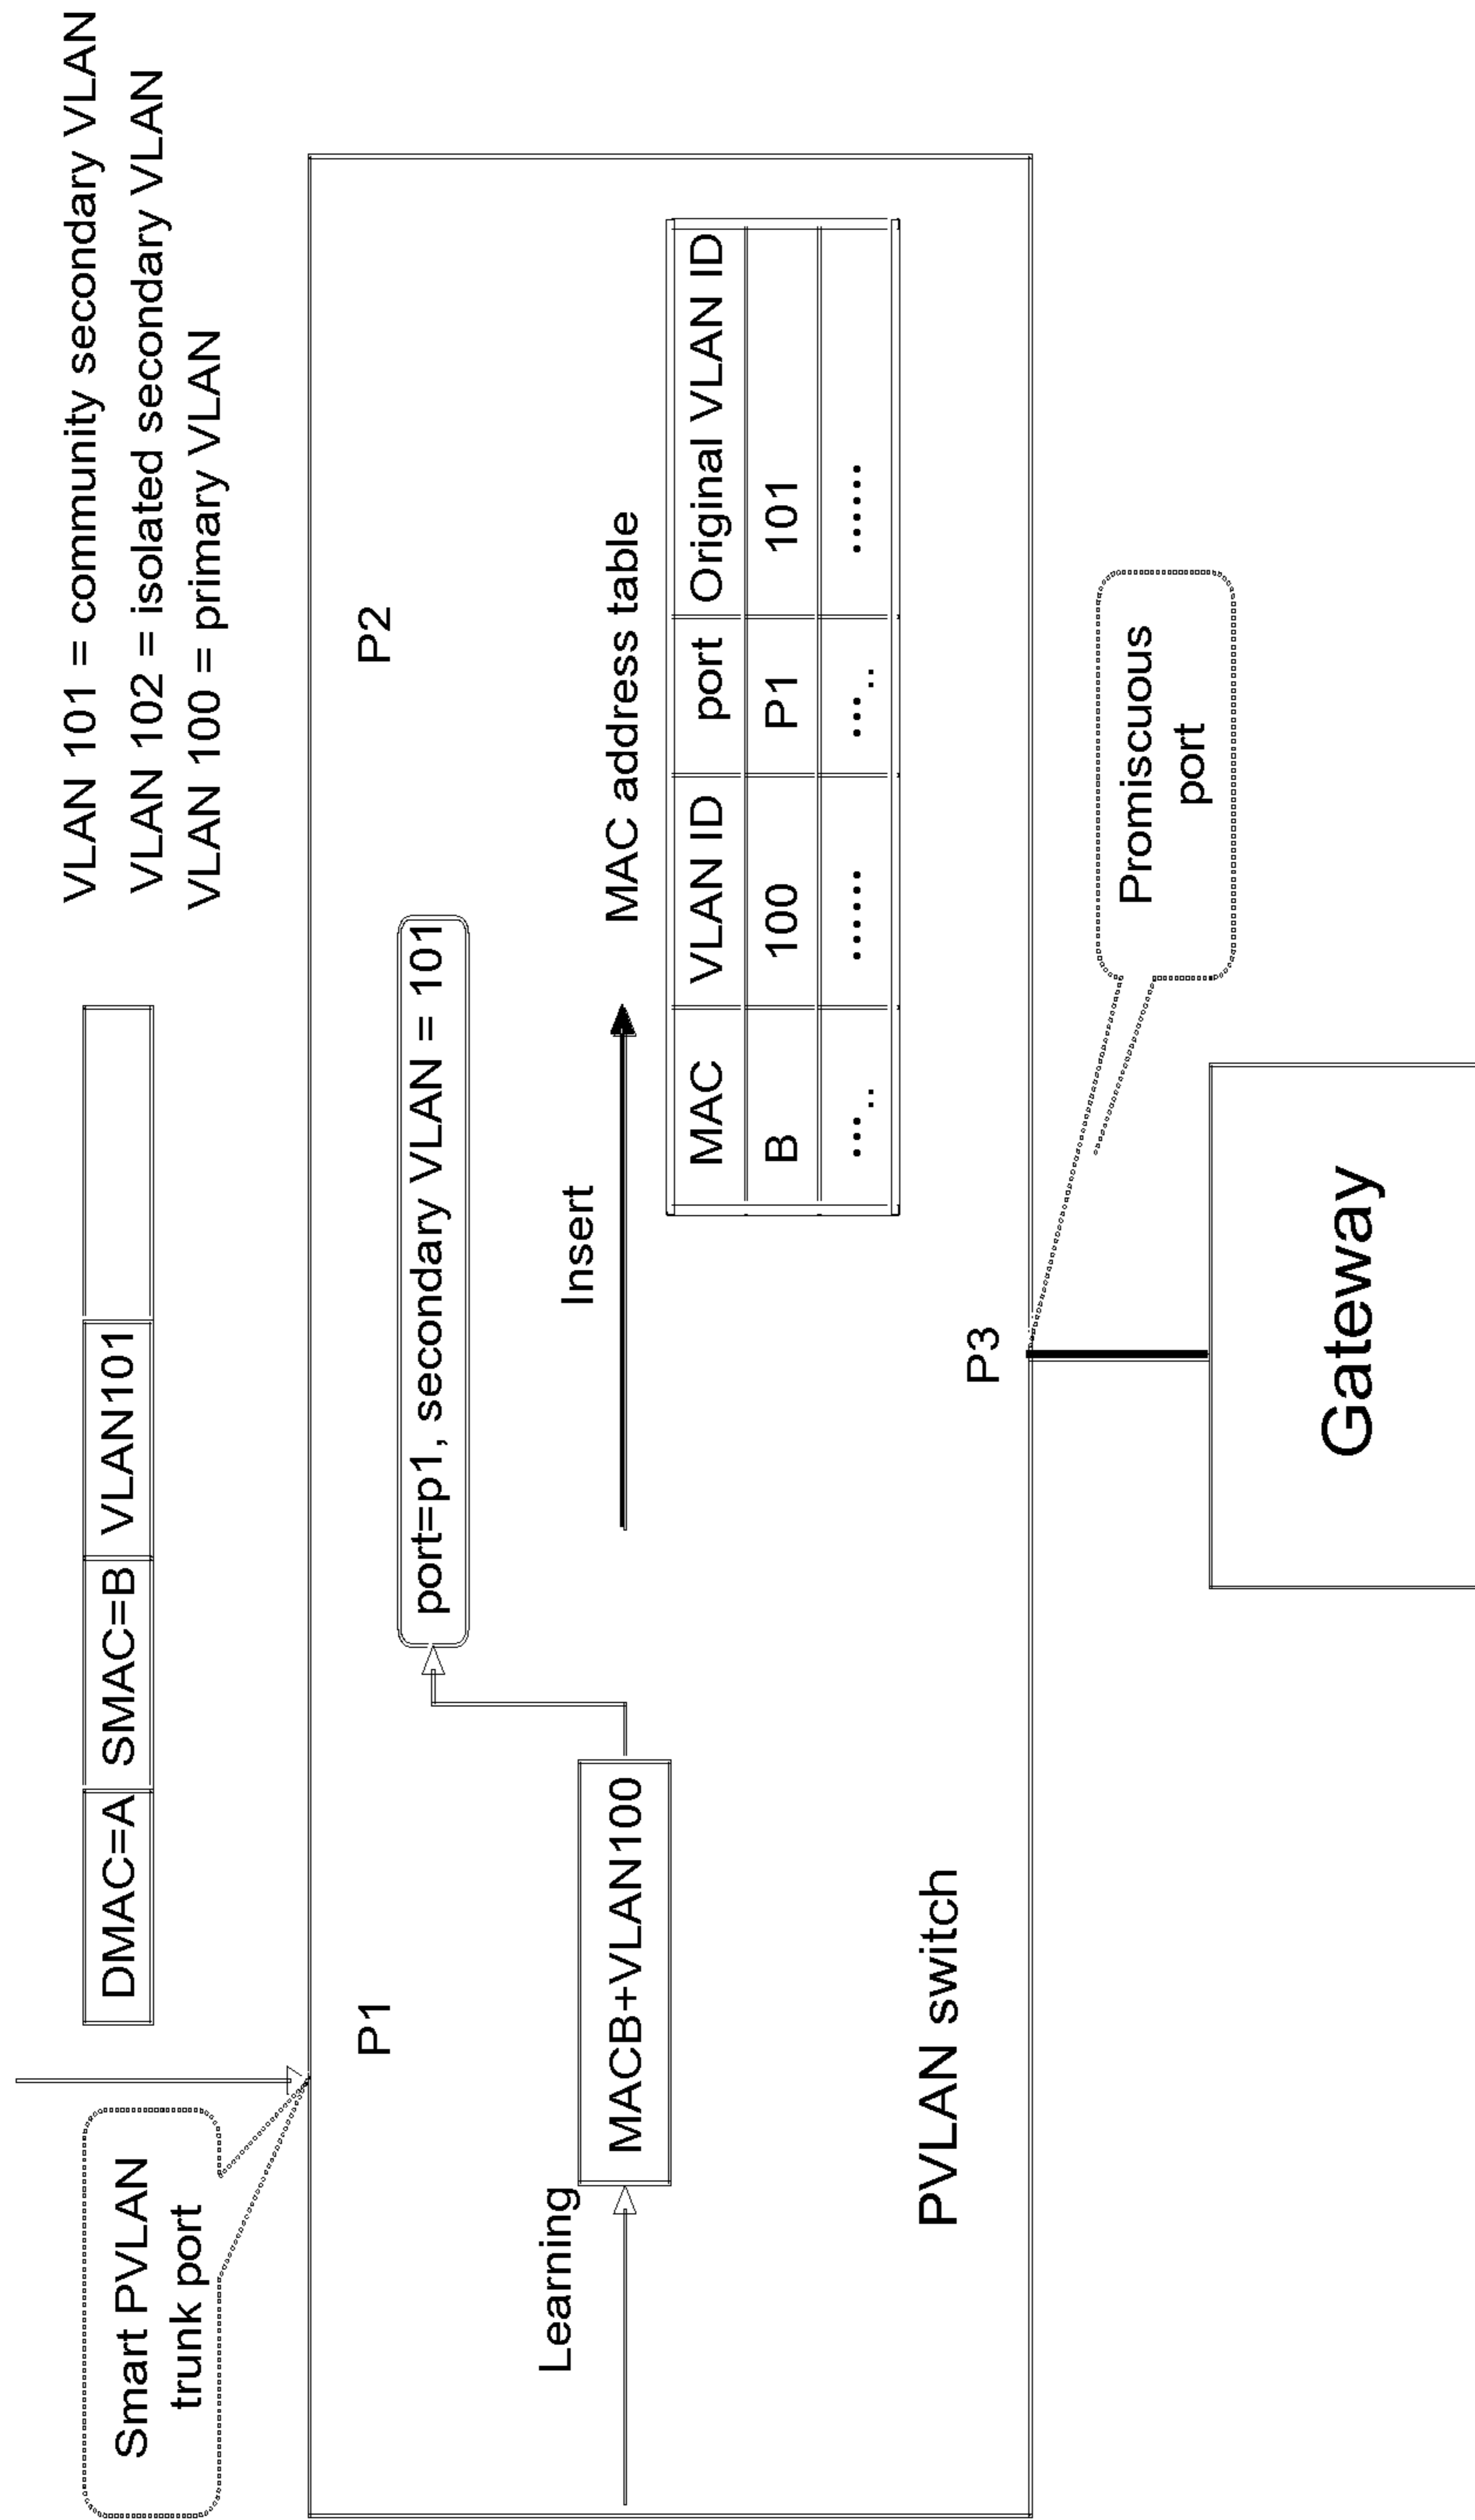 VLAN 101 = community secondary VLAN
VLAN 102 = isolated secondary VLAN
VLAN 100 = primary VLAN
DMAC=A SMAC=B VLAN101
Smart PVLAN
trunk port
P1
P2
port=p1, secondary VLAN = 101
Learning
MACB+VLAN100
Insert
MAC address table
MAC VLAN ID port Original VLAN ID
B 100 P1 101
..... ...... ..... ......
PVLAN switch
P3
Promiscuous
port
Gateway